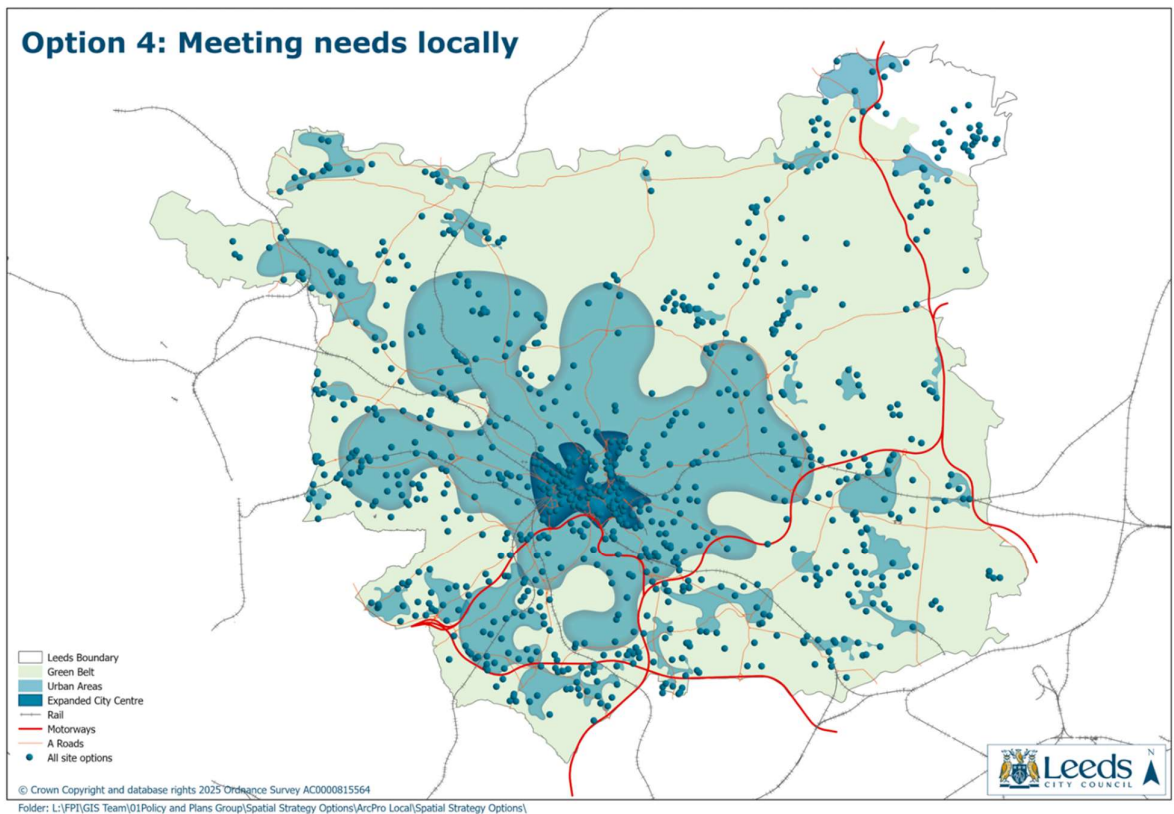 Option 4: Meeting needs locally
Leeds Boundary
Green Belt
Urban Areas
Expanded City Centre
Rail
Motorways
A Roads
All site options
N
Leeds
CITY COUNCIL
© Crown Copyright and database rights 2025 Ordnance Survey AC0000815564
Folder: L:\FPI\GIS Team\01Policy and Plans Group\Spatial Strategy Options\ArcPro Local\Spatial Strategy Options\